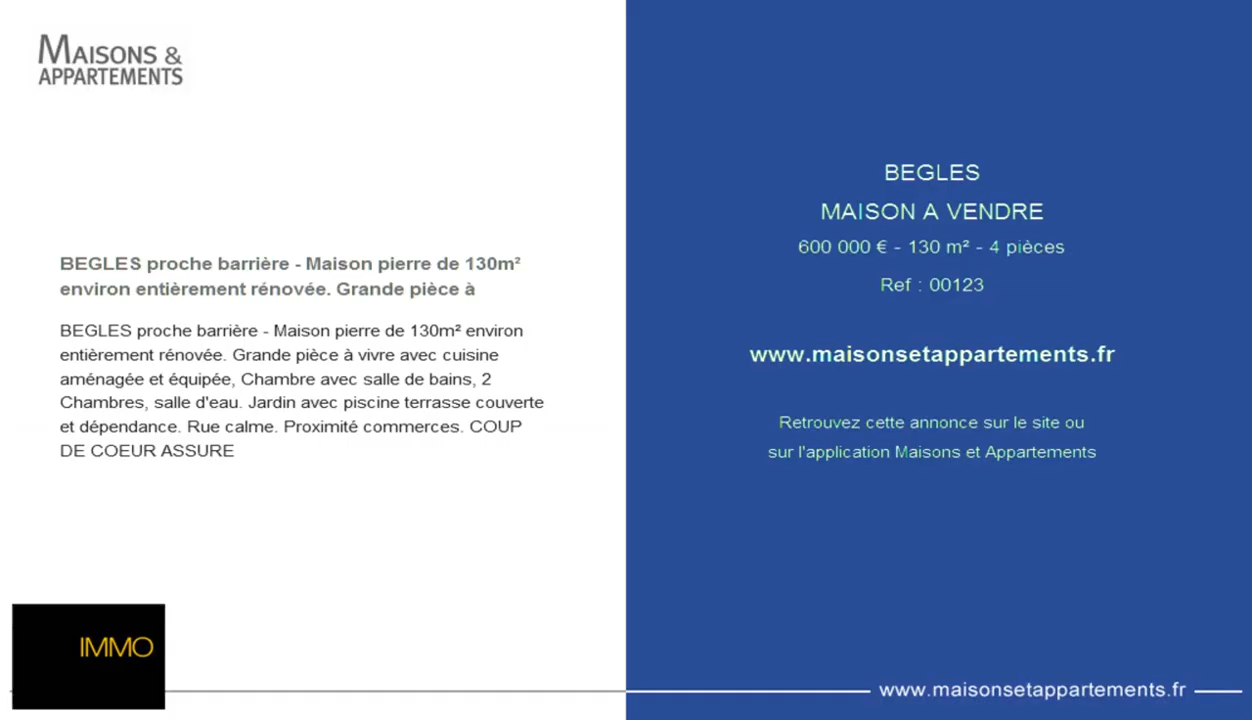 MAISONS &
APPARTEMENTS
BEGLES proche barrière - Maison pierre de 130m²
environ entièrement rénovée. Grande pièce à
BEGLES proche barrière - Maison pierre de 130m² environ
entièrement rénovée. Grande pièce à vivre avec cuisine
aménagée et équipée, Chambre avec salle de bains, 2
Chambres, salle d'eau. Jardin avec piscine terrasse couverte
et dépendance. Rue calme. Proximité commerces. COUP
DE COEUR ASSURE
IMMO
BEGLES
MAISON A VENDRE
600 000 € - 130 m² - 4 pièces
Ref : 00123
www.maisonsetappartements.fr
Retrouvez cette annonce sur le site ou
sur l'application Maisons et Appartements
www.maisonsetappartements.fr